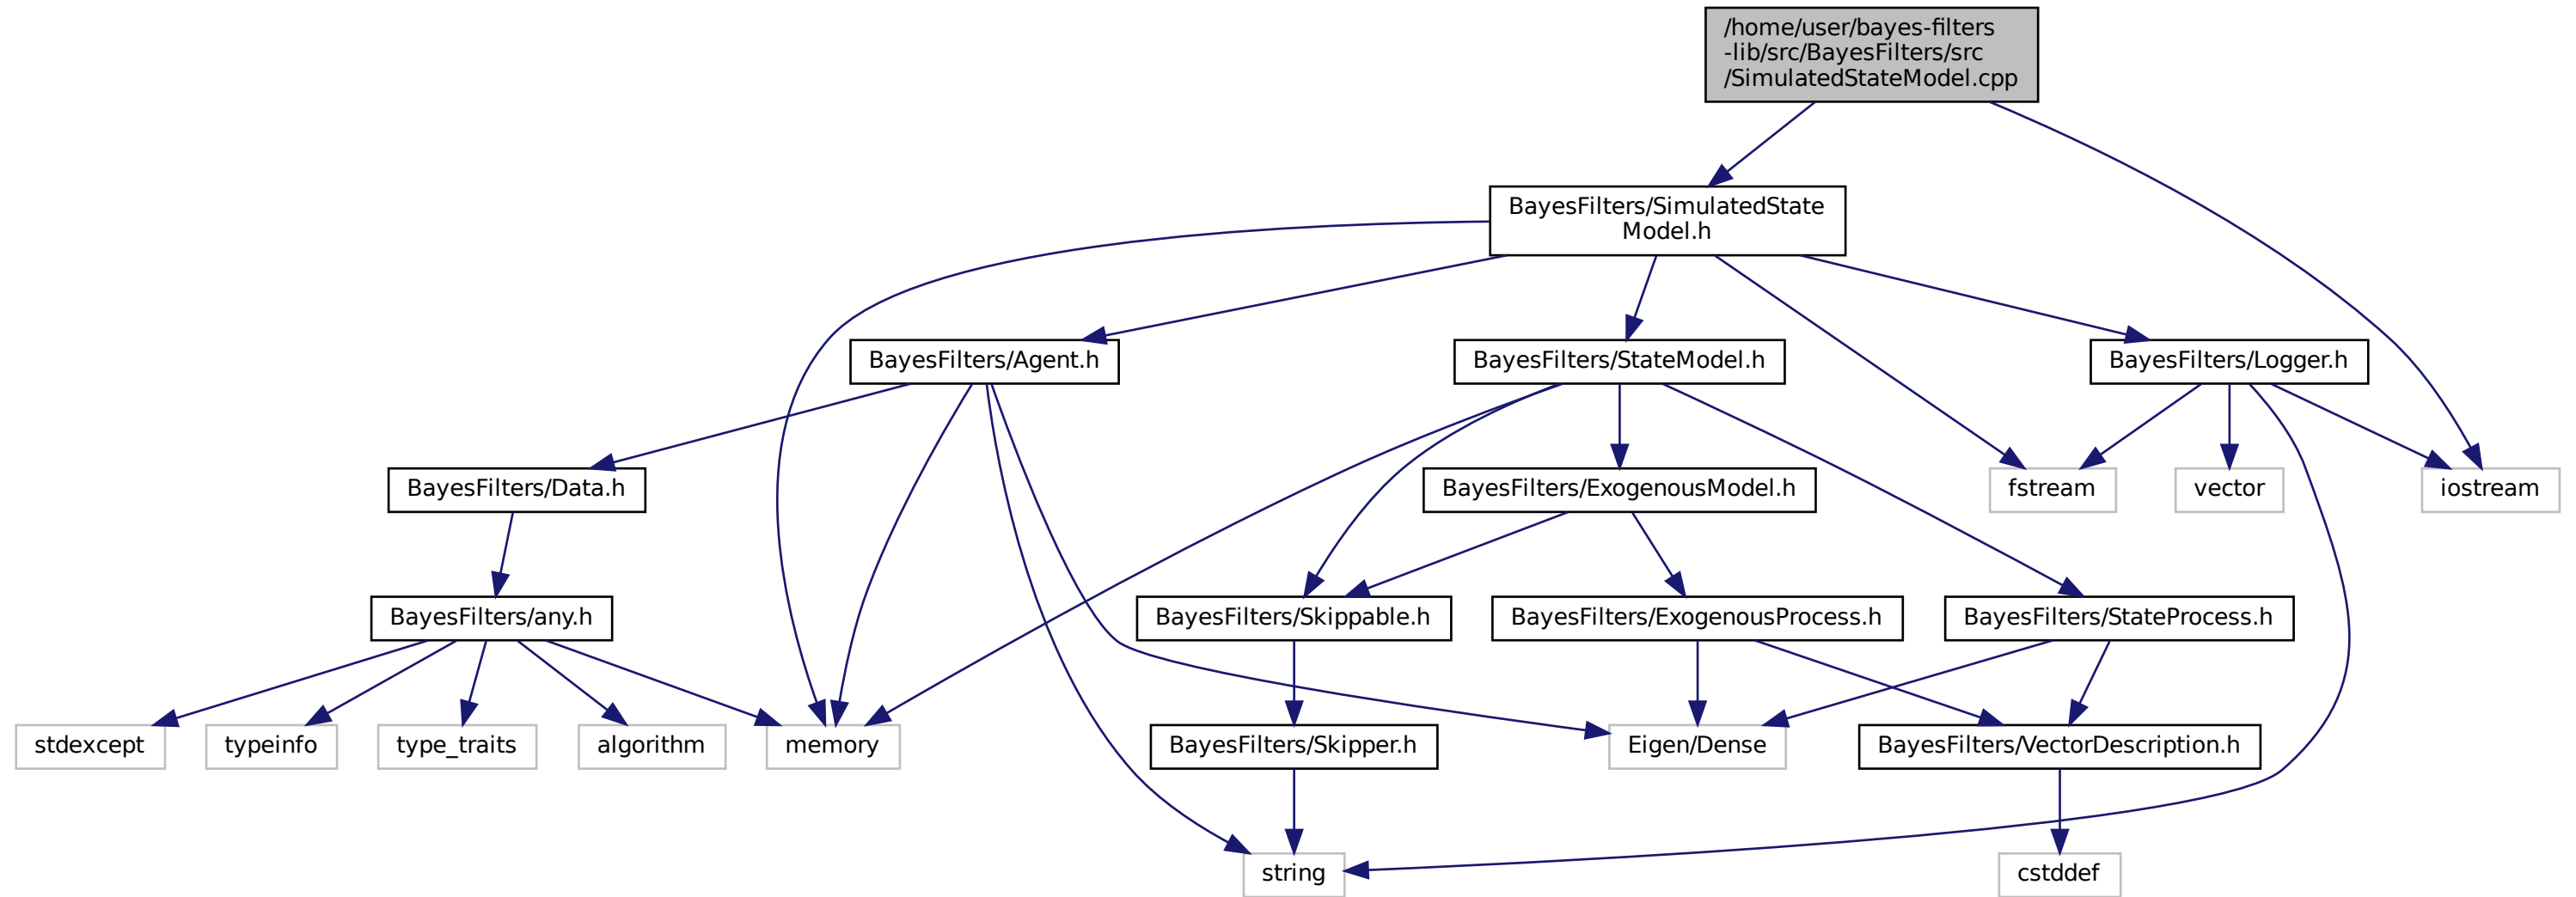 /home/user/bayes-filters
-lib/src/BayesFilters/src
/SimulatedStateModel.cpp
BayesFilters/SimulatedState
Model.h
BayesFilters/Agent.h
BayesFilters/StateModel.h
BayesFilters/Logger.h
BayesFilters/Data.h
BayesFilters/ExogenousModel.h
fstream
vector
iostream
BayesFilters/any.h
BayesFilters/Skippable.h
BayesFilters/ExogenousProcess.h
BayesFilters/StateProcess.h
stdexcept
typeinfo
type_traits
algorithm
memory
BayesFilters/Skipper.h
Eigen/Dense
BayesFilters/VectorDescription.h
string
cstddef